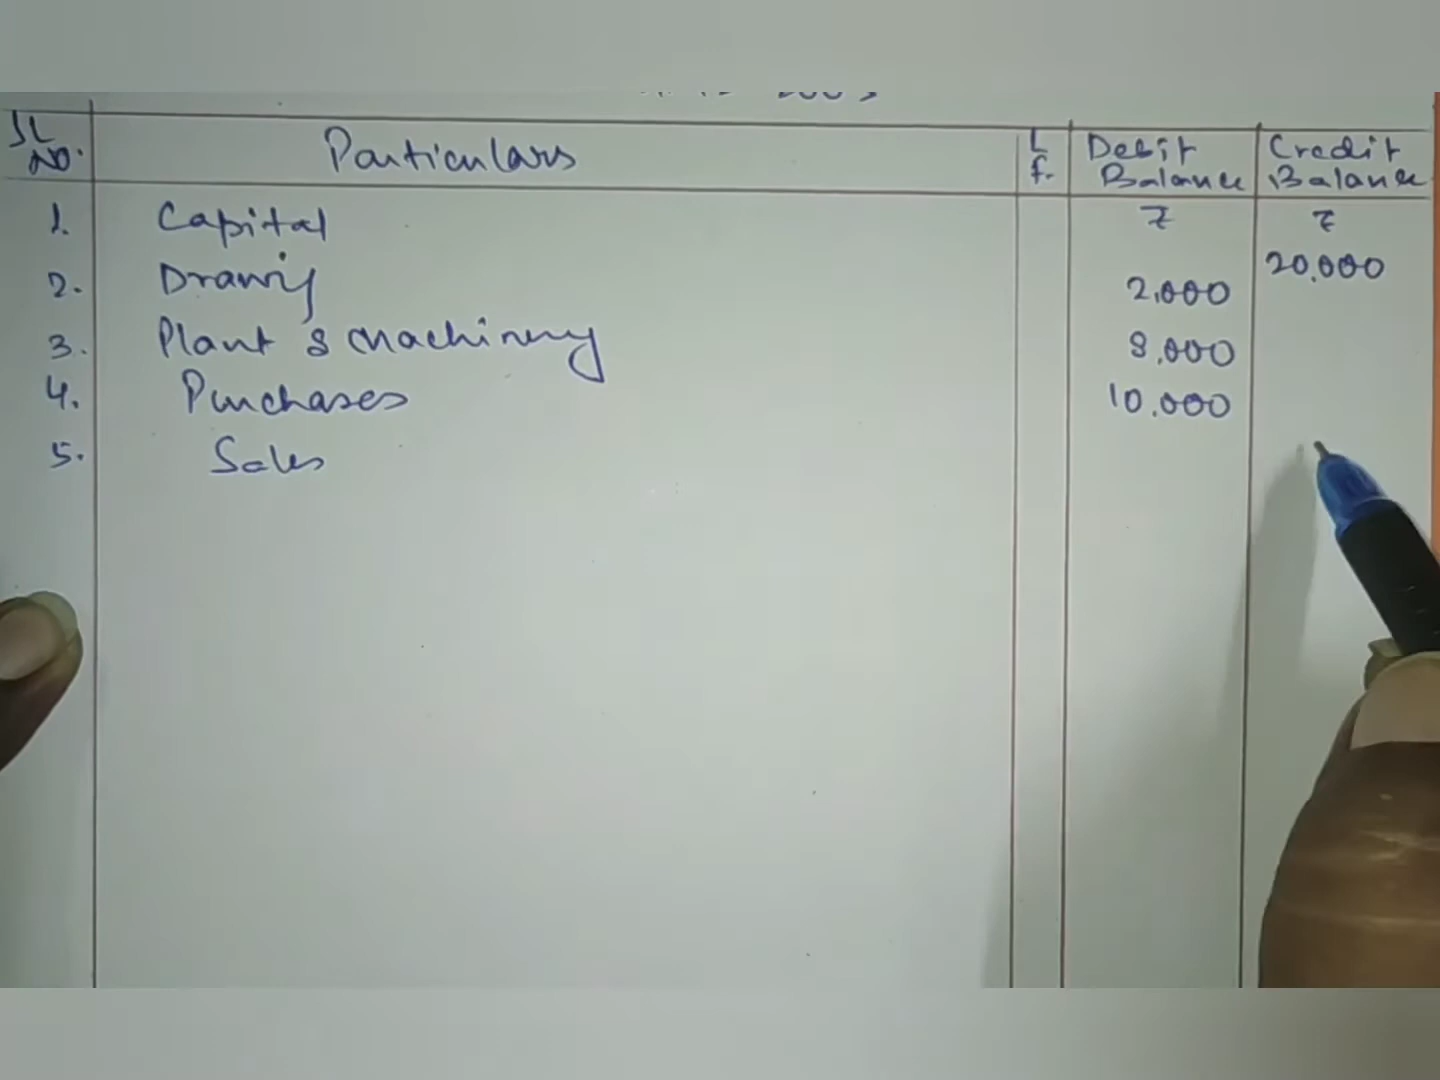 SL No. Particulars L f. Debit Balance Credit Balance
₹ ₹
1. Capital 20,000
2. Drawing 2,000
3. Plant & Machinery 8,000
4. Purchases 10,000
5. Sales